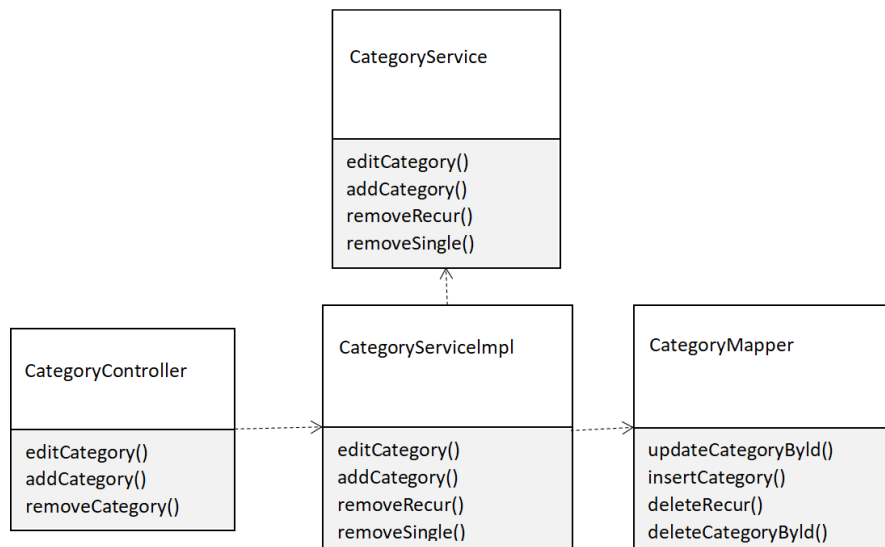 CategoryService
editCategory()
addCategory()
removeRecur()
removeSingle()
CategoryController
editCategory()
addCategory()
removeCategory()
CategoryServiceImpl
editCategory()
addCategory()
removeRecur()
removeSingle()
CategoryMapper
updateCategoryById()
insertCategory()
deleteRecur()
deleteCategoryById()